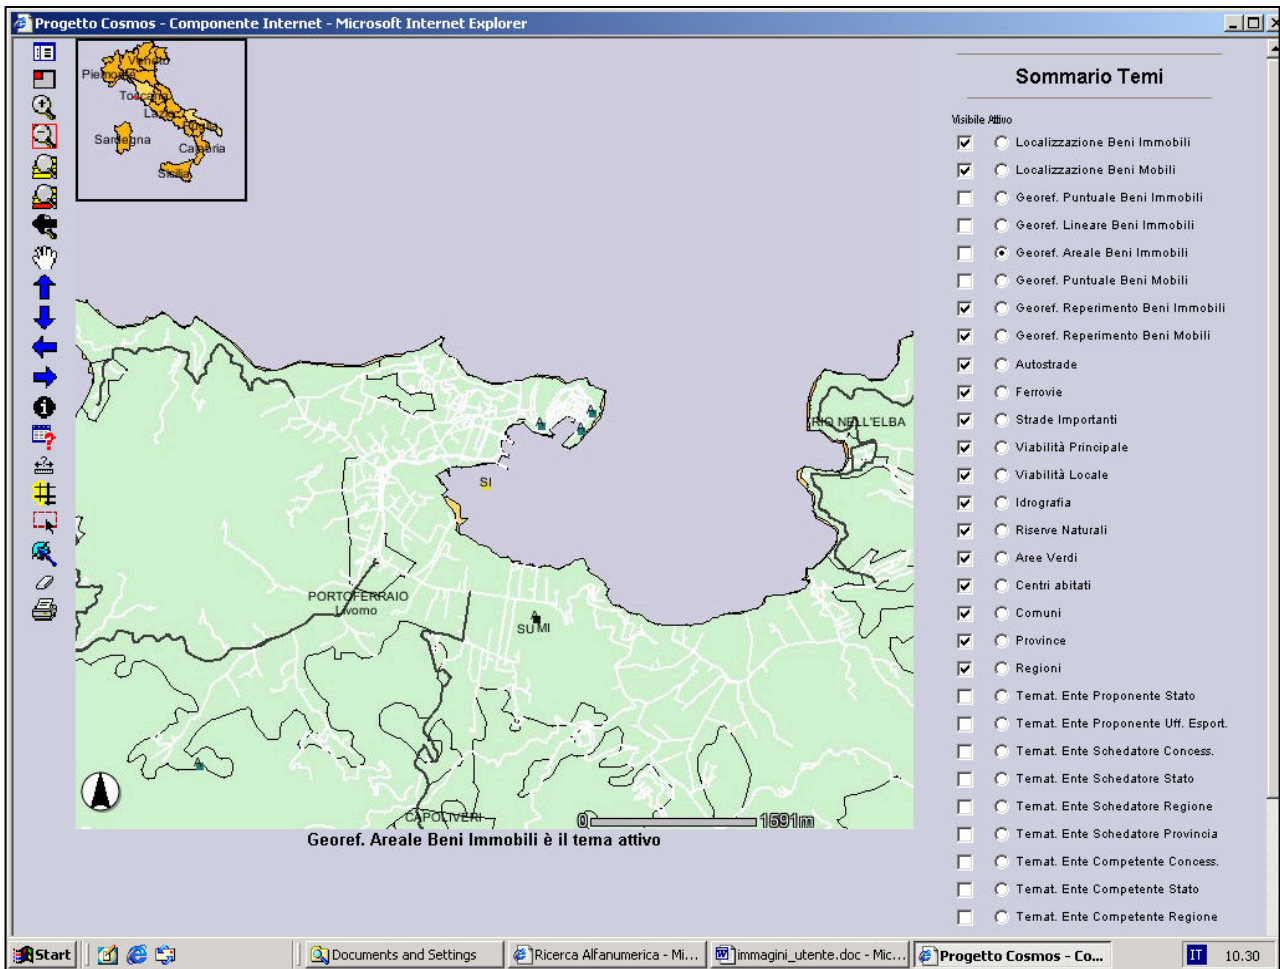 Progetto Cosmos - Componente Internet - Microsoft Internet Explorer
Veneto
Piemonte
Toscana
Lazio
Puglia
Sardegna
Calabria
Sicilia
RIO NELL'ELBA
SI
PORTOFERRAIO
Livorno
SU MI
CAPOLIVERI
0 1591m
Georef. Areale Beni Immobili è il tema attivo
Sommario Temi
Visibile Attivo
Localizzazione Beni Immobili
Localizzazione Beni Mobili
Georef. Puntuale Beni Immobili
Georef. Lineare Beni Immobili
Georef. Areale Beni Immobili
Georef. Puntuale Beni Mobili
Georef. Reperimento Beni Immobili
Georef. Reperimento Beni Mobili
Autostrade
Ferrovie
Strade Importanti
Viabilità Principale
Viabilità Locale
Idrografia
Riserve Naturali
Aree Verdi
Centri abitati
Comuni
Province
Regioni
Temat. Ente Proponente Stato
Temat. Ente Proponente Uff. Esport.
Temat. Ente Schedatore Concess.
Temat. Ente Schedatore Stato
Temat. Ente Schedatore Regione
Temat. Ente Schedatore Provincia
Temat. Ente Competente Concess.
Temat. Ente Competente Stato
Temat. Ente Competente Regione
Start
Documents and Settings
Ricerca Alfanumerica - Mi...
immagini_utente.doc - Mic...
Progetto Cosmos - Co...
IT
10.30